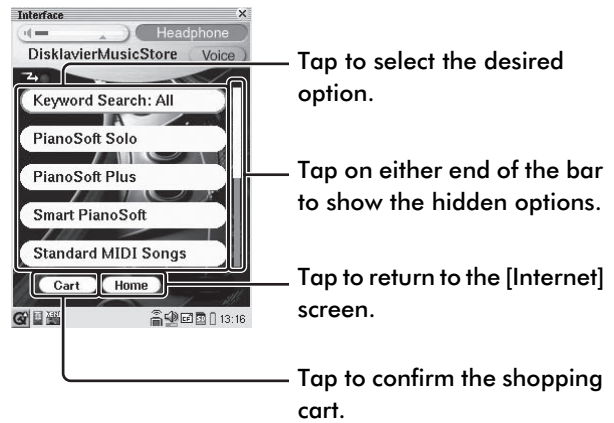 Interface
Headphone
DisklavierMusicStore
Voice
Keyword Search: All
PianoSoft Solo
PianoSoft Plus
Smart PianoSoft
Standard MIDI Songs
Cart
Home
13:16
Tap to select the desired
option.
Tap on either end of the bar
to show the hidden options.
Tap to return to the [Internet]
screen.
Tap to confirm the shopping
cart.